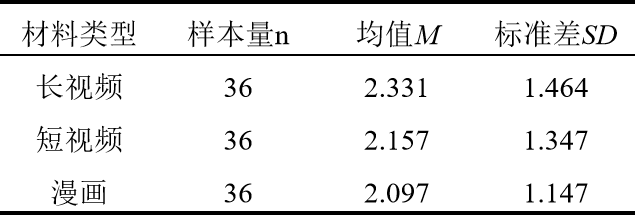 材料类型 样本量n 均值M 标准差SD
长视频 36 2.331 1.464
短视频 36 2.157 1.347
漫画 36 2.097 1.147